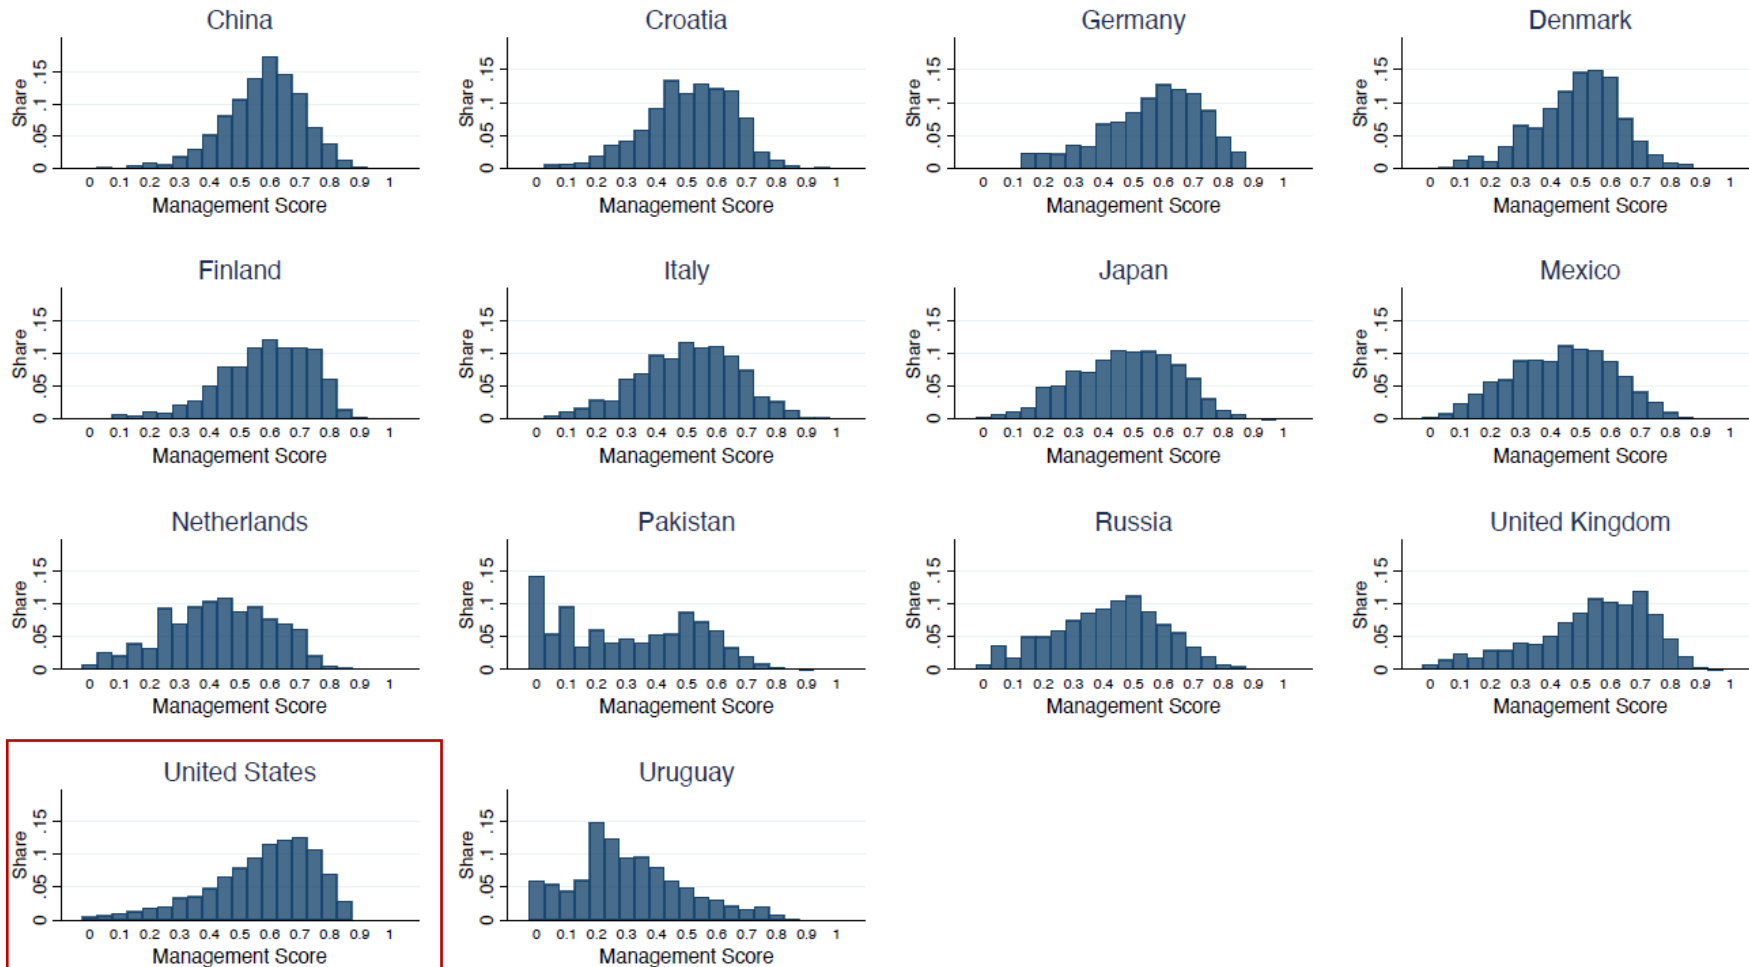 China
Share
0 .05 .1 .15
0 0.1 0.2 0.3 0.4 0.5 0.6 0.7 0.8 0.9 1
Management Score
Croatia
Share
0 .05 .1 .15
0 0.1 0.2 0.3 0.4 0.5 0.6 0.7 0.8 0.9 1
Management Score
Germany
Share
0 .05 .1 .15
0 0.1 0.2 0.3 0.4 0.5 0.6 0.7 0.8 0.9 1
Management Score
Denmark
Share
0 .05 .1 .15
0 0.1 0.2 0.3 0.4 0.5 0.6 0.7 0.8 0.9 1
Management Score
Finland
Share
0 .05 .1 .15
0 0.1 0.2 0.3 0.4 0.5 0.6 0.7 0.8 0.9 1
Management Score
Italy
Share
0 .05 .1 .15
0 0.1 0.2 0.3 0.4 0.5 0.6 0.7 0.8 0.9 1
Management Score
Japan
Share
0 .05 .1 .15
0 0.1 0.2 0.3 0.4 0.5 0.6 0.7 0.8 0.9 1
Management Score
Mexico
Share
0 .05 .1 .15
0 0.1 0.2 0.3 0.4 0.5 0.6 0.7 0.8 0.9 1
Management Score
Netherlands
Share
0 .05 .1 .15
0 0.1 0.2 0.3 0.4 0.5 0.6 0.7 0.8 0.9 1
Management Score
Pakistan
Share
0 .05 .1 .15
0 0.1 0.2 0.3 0.4 0.5 0.6 0.7 0.8 0.9 1
Management Score
Russia
Share
0 .05 .1 .15
0 0.1 0.2 0.3 0.4 0.5 0.6 0.7 0.8 0.9 1
Management Score
United Kingdom
Share
0 .05 .1 .15
0 0.1 0.2 0.3 0.4 0.5 0.6 0.7 0.8 0.9 1
Management Score
United States
Share
0 .05 .1 .15
0 0.1 0.2 0.3 0.4 0.5 0.6 0.7 0.8 0.9 1
Management Score
Uruguay
Share
0 .05 .1 .15
0 0.1 0.2 0.3 0.4 0.5 0.6 0.7 0.8 0.9 1
Management Score